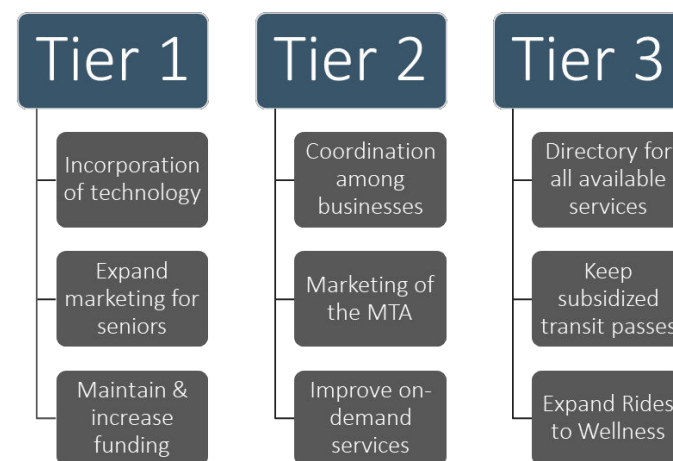 Tier 1
Incorporation
of technology
Expand
marketing for
seniors
Maintain &
increase
funding
Tier 2
Coordination
among
businesses
Marketing of
the MTA
Improve on-
demand
services
Tier 3
Directory for
all available
services
Keep
subsidized
transit passes
Expand Rides
to Wellness